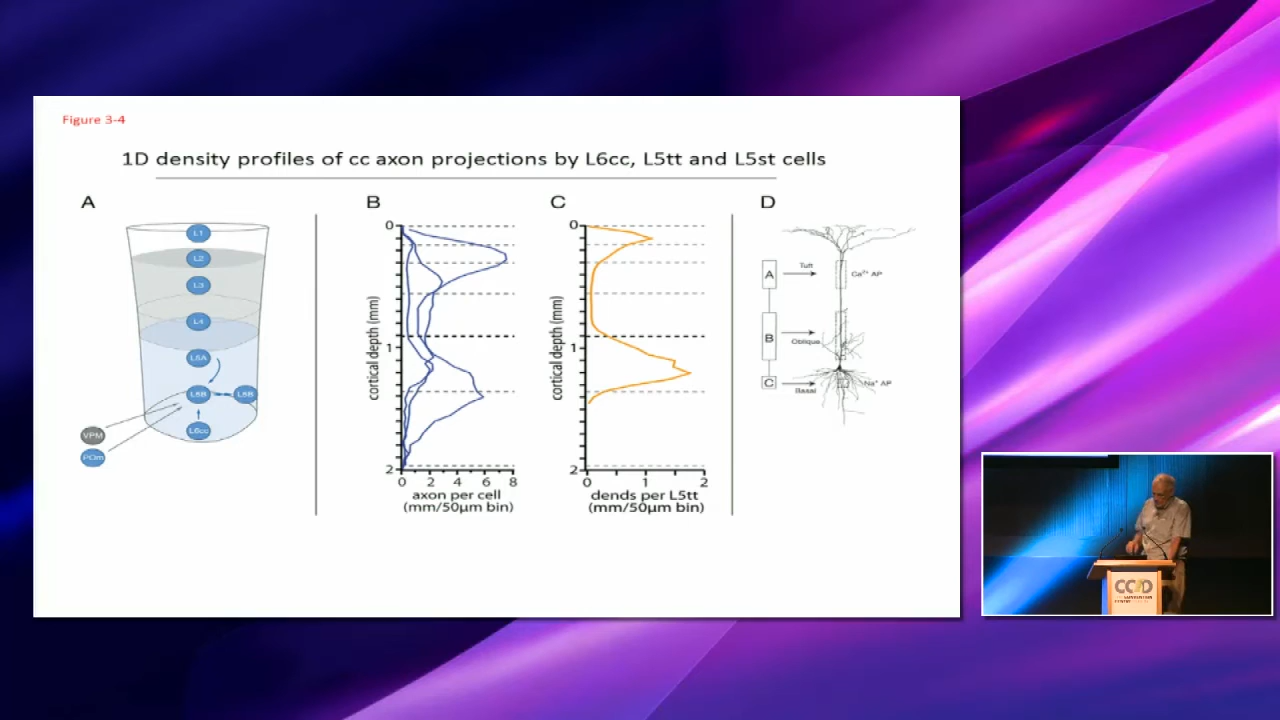 Figure 3-4
1D density profiles of cc axon projections by L6cc, L5tt and L5st cells
A
B
C
D
L1
L2
L3
L4
L5A
L5B
L5B
L6cc
VPM
POm
0
1
2
cortical depth (mm)
0 2 4 6 8
axon per cell
(mm/50µm bin)
0
1
2
cortical depth (mm)
0 1 2
dends per L5tt
(mm/50µm bin)
A
Tuft
Ca²⁺ AP
B
Oblique
C
Basal
Na⁺ AP
CCD